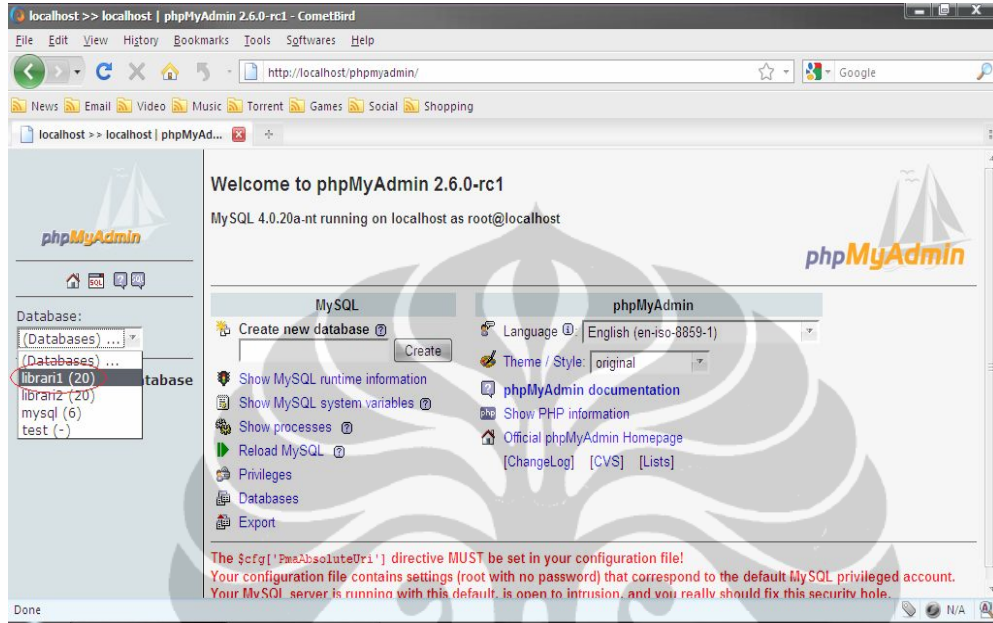 localhost >> localhost | phpMyAdmin 2.6.0-rc1 - CometBird
File Edit View History Bookmarks Tools Softwares Help
http://localhost/phpmyadmin/
Google
News Email Video Music Torrent Games Social Shopping
localhost >> localhost | phpMyAd...
phpMyAdmin
SQL
Database:
(Databases) ...
(Databases) ...
librari1 (20)
librari2 (20)
mysql (6)
test (-)
tabase
Welcome to phpMyAdmin 2.6.0-rc1
MySQL 4.0.20a-nt running on localhost as root@localhost
phpMyAdmin
MySQL
Create new database
Create
Show MySQL runtime information
Show MySQL system variables
Show processes
Reload MySQL
Privileges
Databases
Export
phpMyAdmin
Language: English (en-iso-8859-1)
Theme / Style: original
phpMyAdmin documentation
php Show PHP information
Official phpMyAdmin Homepage
[ChangeLog] [CVS] [Lists]
The $cfg['PmaAbsoluteUri'] directive MUST be set in your configuration file!
Your configuration file contains settings (root with no password) that correspond to the default MySQL privileged account.
Your MySQL server is running with this default, is open to intrusion, and you really should fix this security hole.
Done
N/A